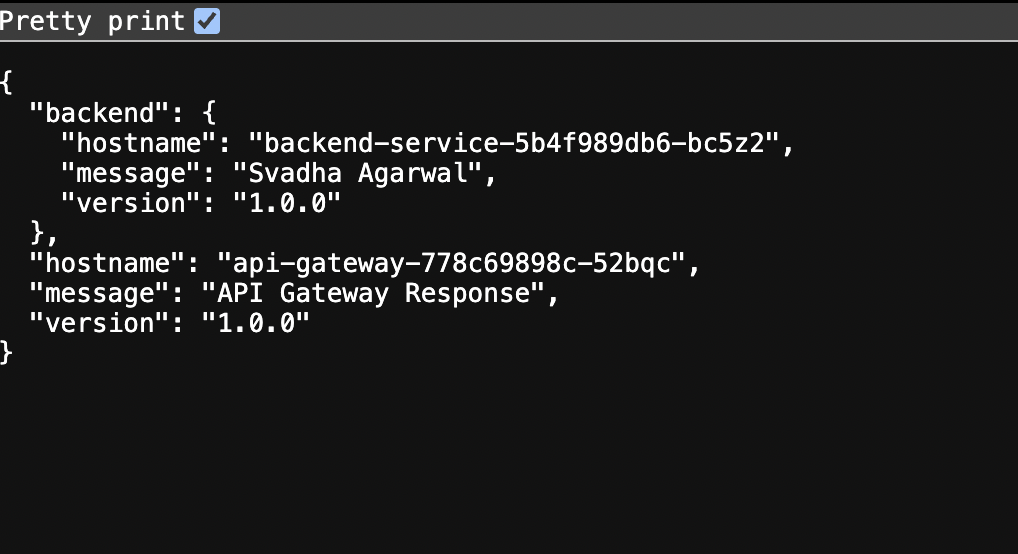 Pretty print
{
  "backend": {
    "hostname": "backend-service-5b4f989db6-bc5z2",
    "message": "Svadha Agarwal",
    "version": "1.0.0"
  },
  "hostname": "api-gateway-778c69898c-52bqc",
  "message": "API Gateway Response",
  "version": "1.0.0"
}